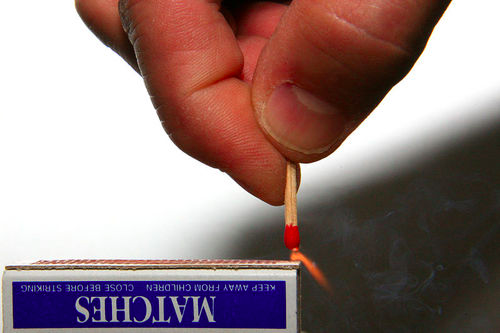 MATCHES
KEEP AWAY FROM CHILDREN CLOSE BEFORE STRIKING